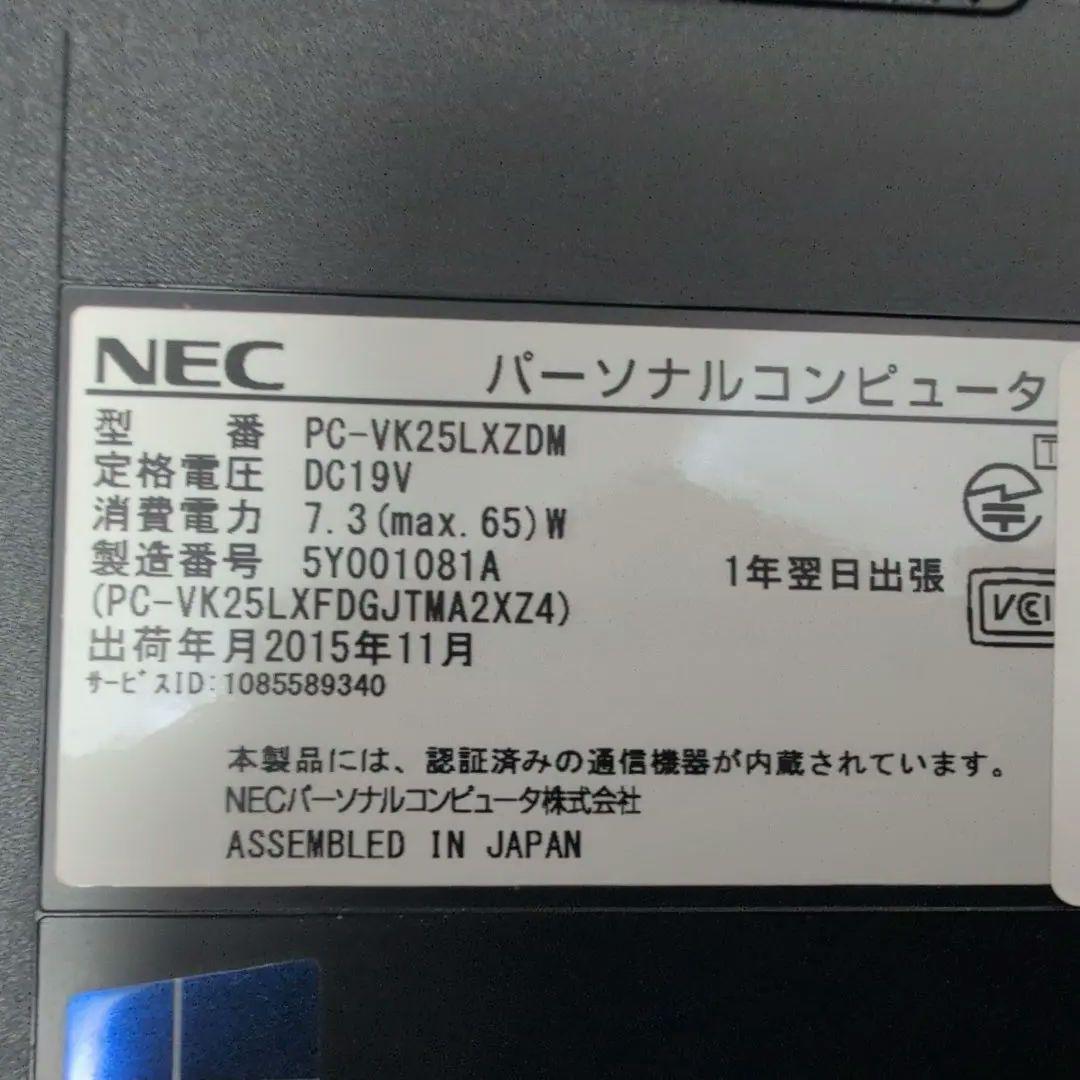 NEC パーソナルコンピュータ
型番 PC-VK25LXZDM
定格電圧 DC19V
消費電力 7.3(max.65)W
製造番号 5Y001081A
1年翌日出張
(PC-VK25LXFDGJTMA2XZ4)
出荷年月2015年11月
サービスID:1085589340
本製品には、認証済みの通信機器が内蔵されています。
NECパーソナルコンピュータ株式会社
ASSEMBLED IN JAPAN